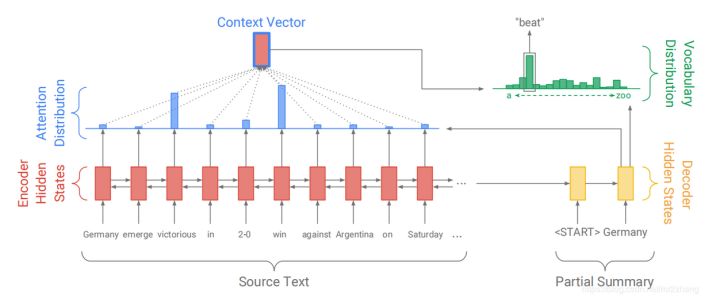 Context Vector
"beat"
Attention
Distribution
a
zoo
Vocabulary
Distribution
Encoder
Hidden
States
...
Decoder
Hidden States
Germany emerge victorious in 2-0 win against Argentina on Saturday ...
<START> Germany
Source Text
Partial Summary